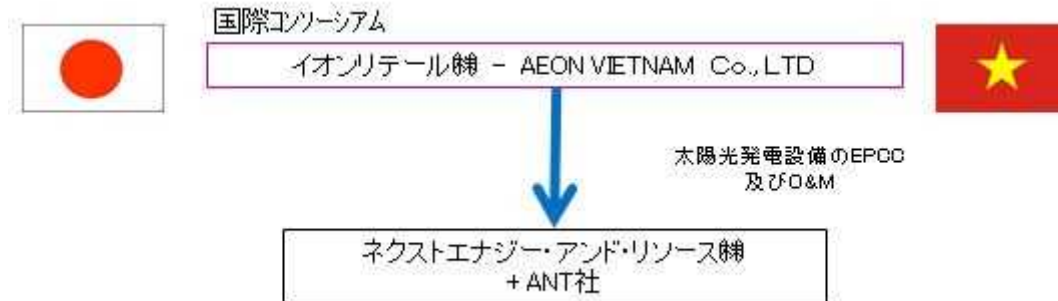 国際コンソーシアム
イオンリテール㈱ - AEON VIETNAM Co., LTD
太陽光発電設備のEPCC
及びO&M
ネクストエナジー・アンド・リソース㈱
+ANT社